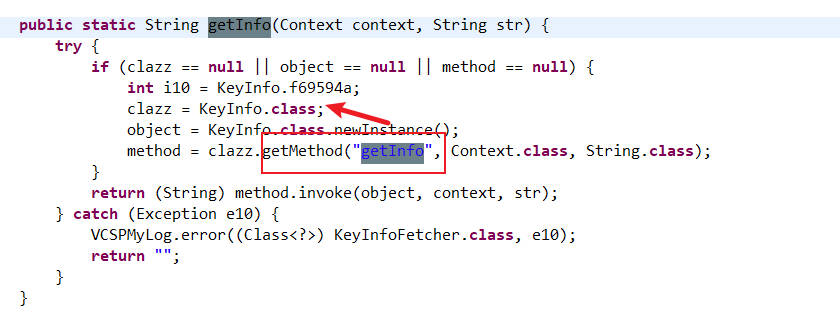 public static String getInfo(Context context, String str) {
try {
if (clazz == null || object == null || method == null) {
int i10 = KeyInfo.f69594a;
clazz = KeyInfo.class;
object = KeyInfo.class.newInstance();
method = clazz.getMethod("getInfo", Context.class, String.class);
}
return (String) method.invoke(object, context, str);
} catch (Exception e10) {
VCSPMyLog.error((Class<?>) KeyInfoFetcher.class, e10);
return "";
}
}